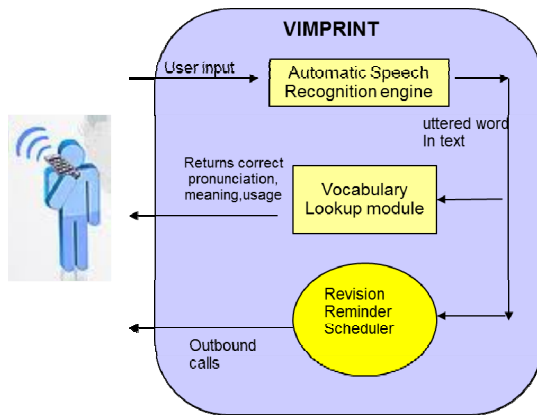 VIMPRINT
User input
Automatic Speech
Recognition engine
uttered word
In text
Returns correct
pronunciation,
meaning,usage
Vocabulary
Lookup module
Revision
Reminder
Scheduler
Outbound
calls